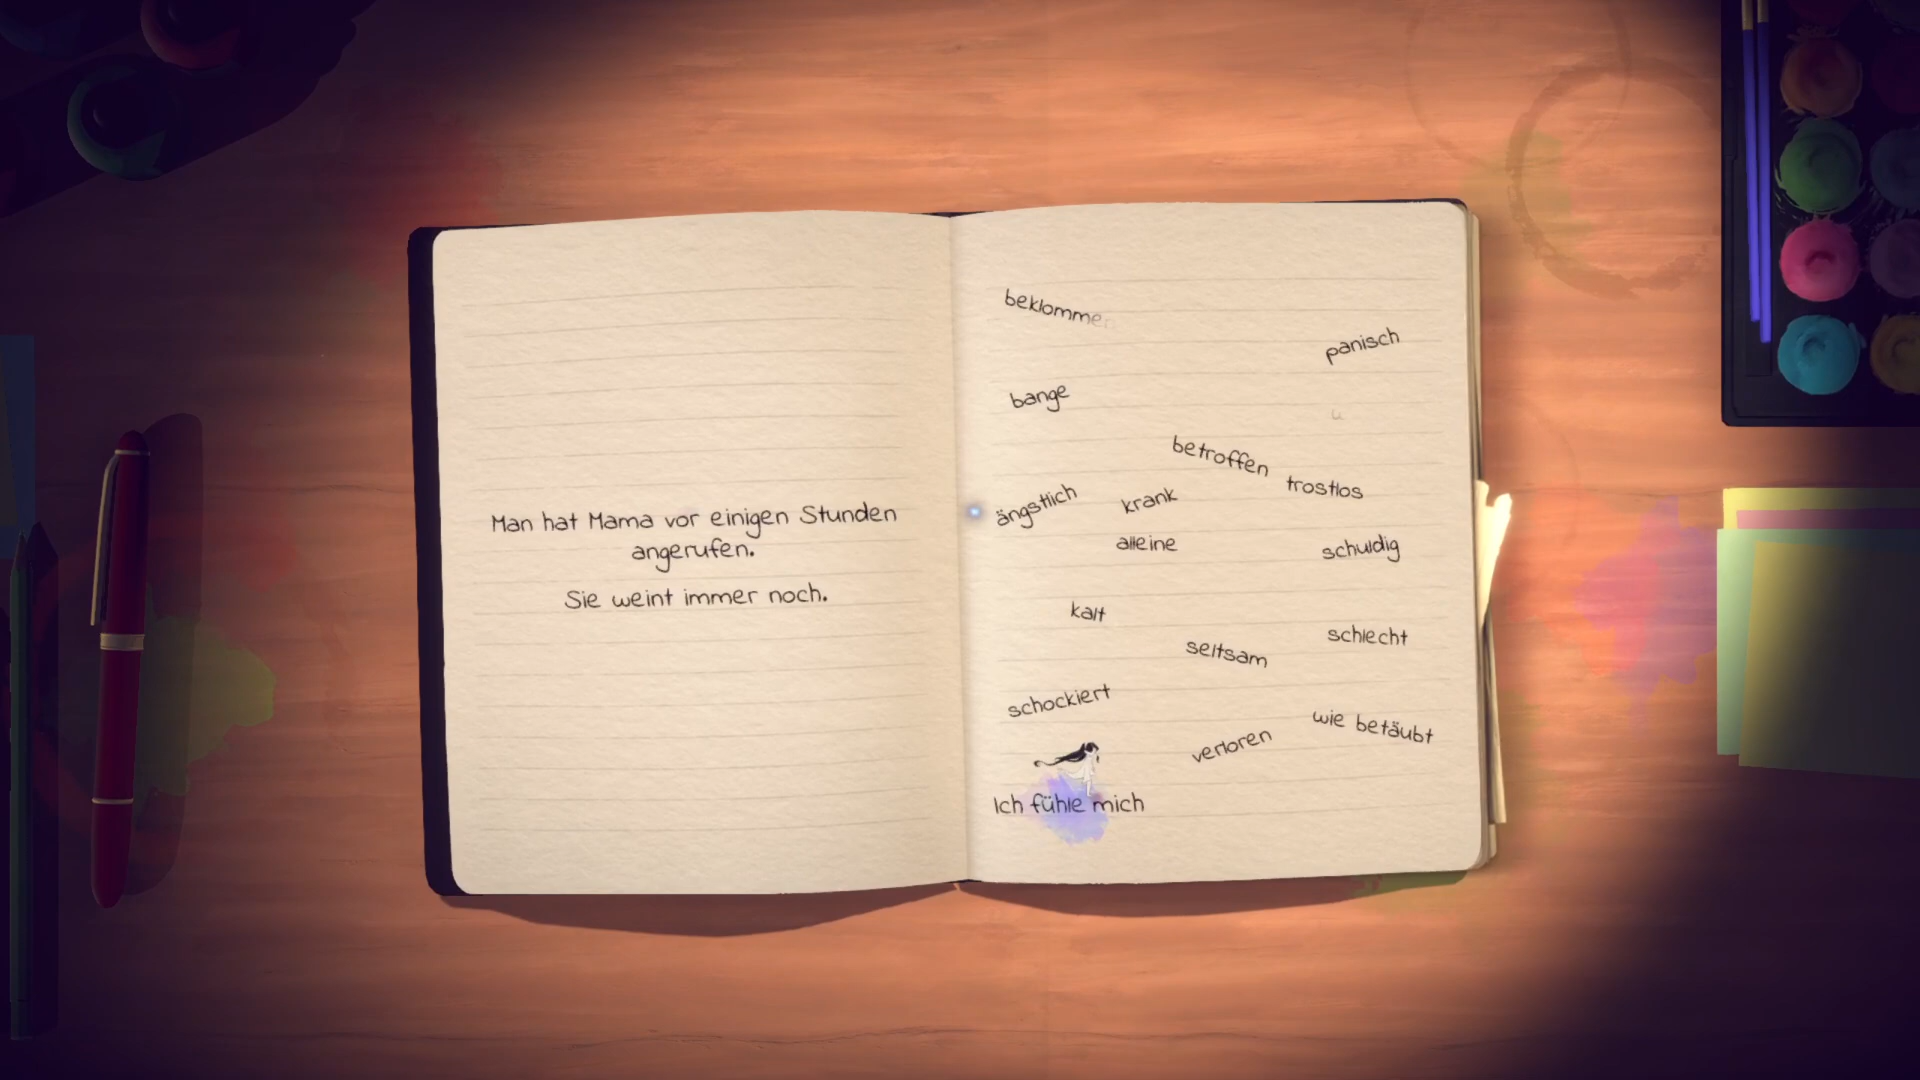 Man hat Mama vor einigen Stunden
angerufen.
Sie weint immer noch.
beklomme
panisch
bange
u
betroffen
trostlos
ängstlich
krank
alleine
schuldig
kalt
schlecht
seltsam
schockiert
wie betäubt
verloren
Ich fühle mich